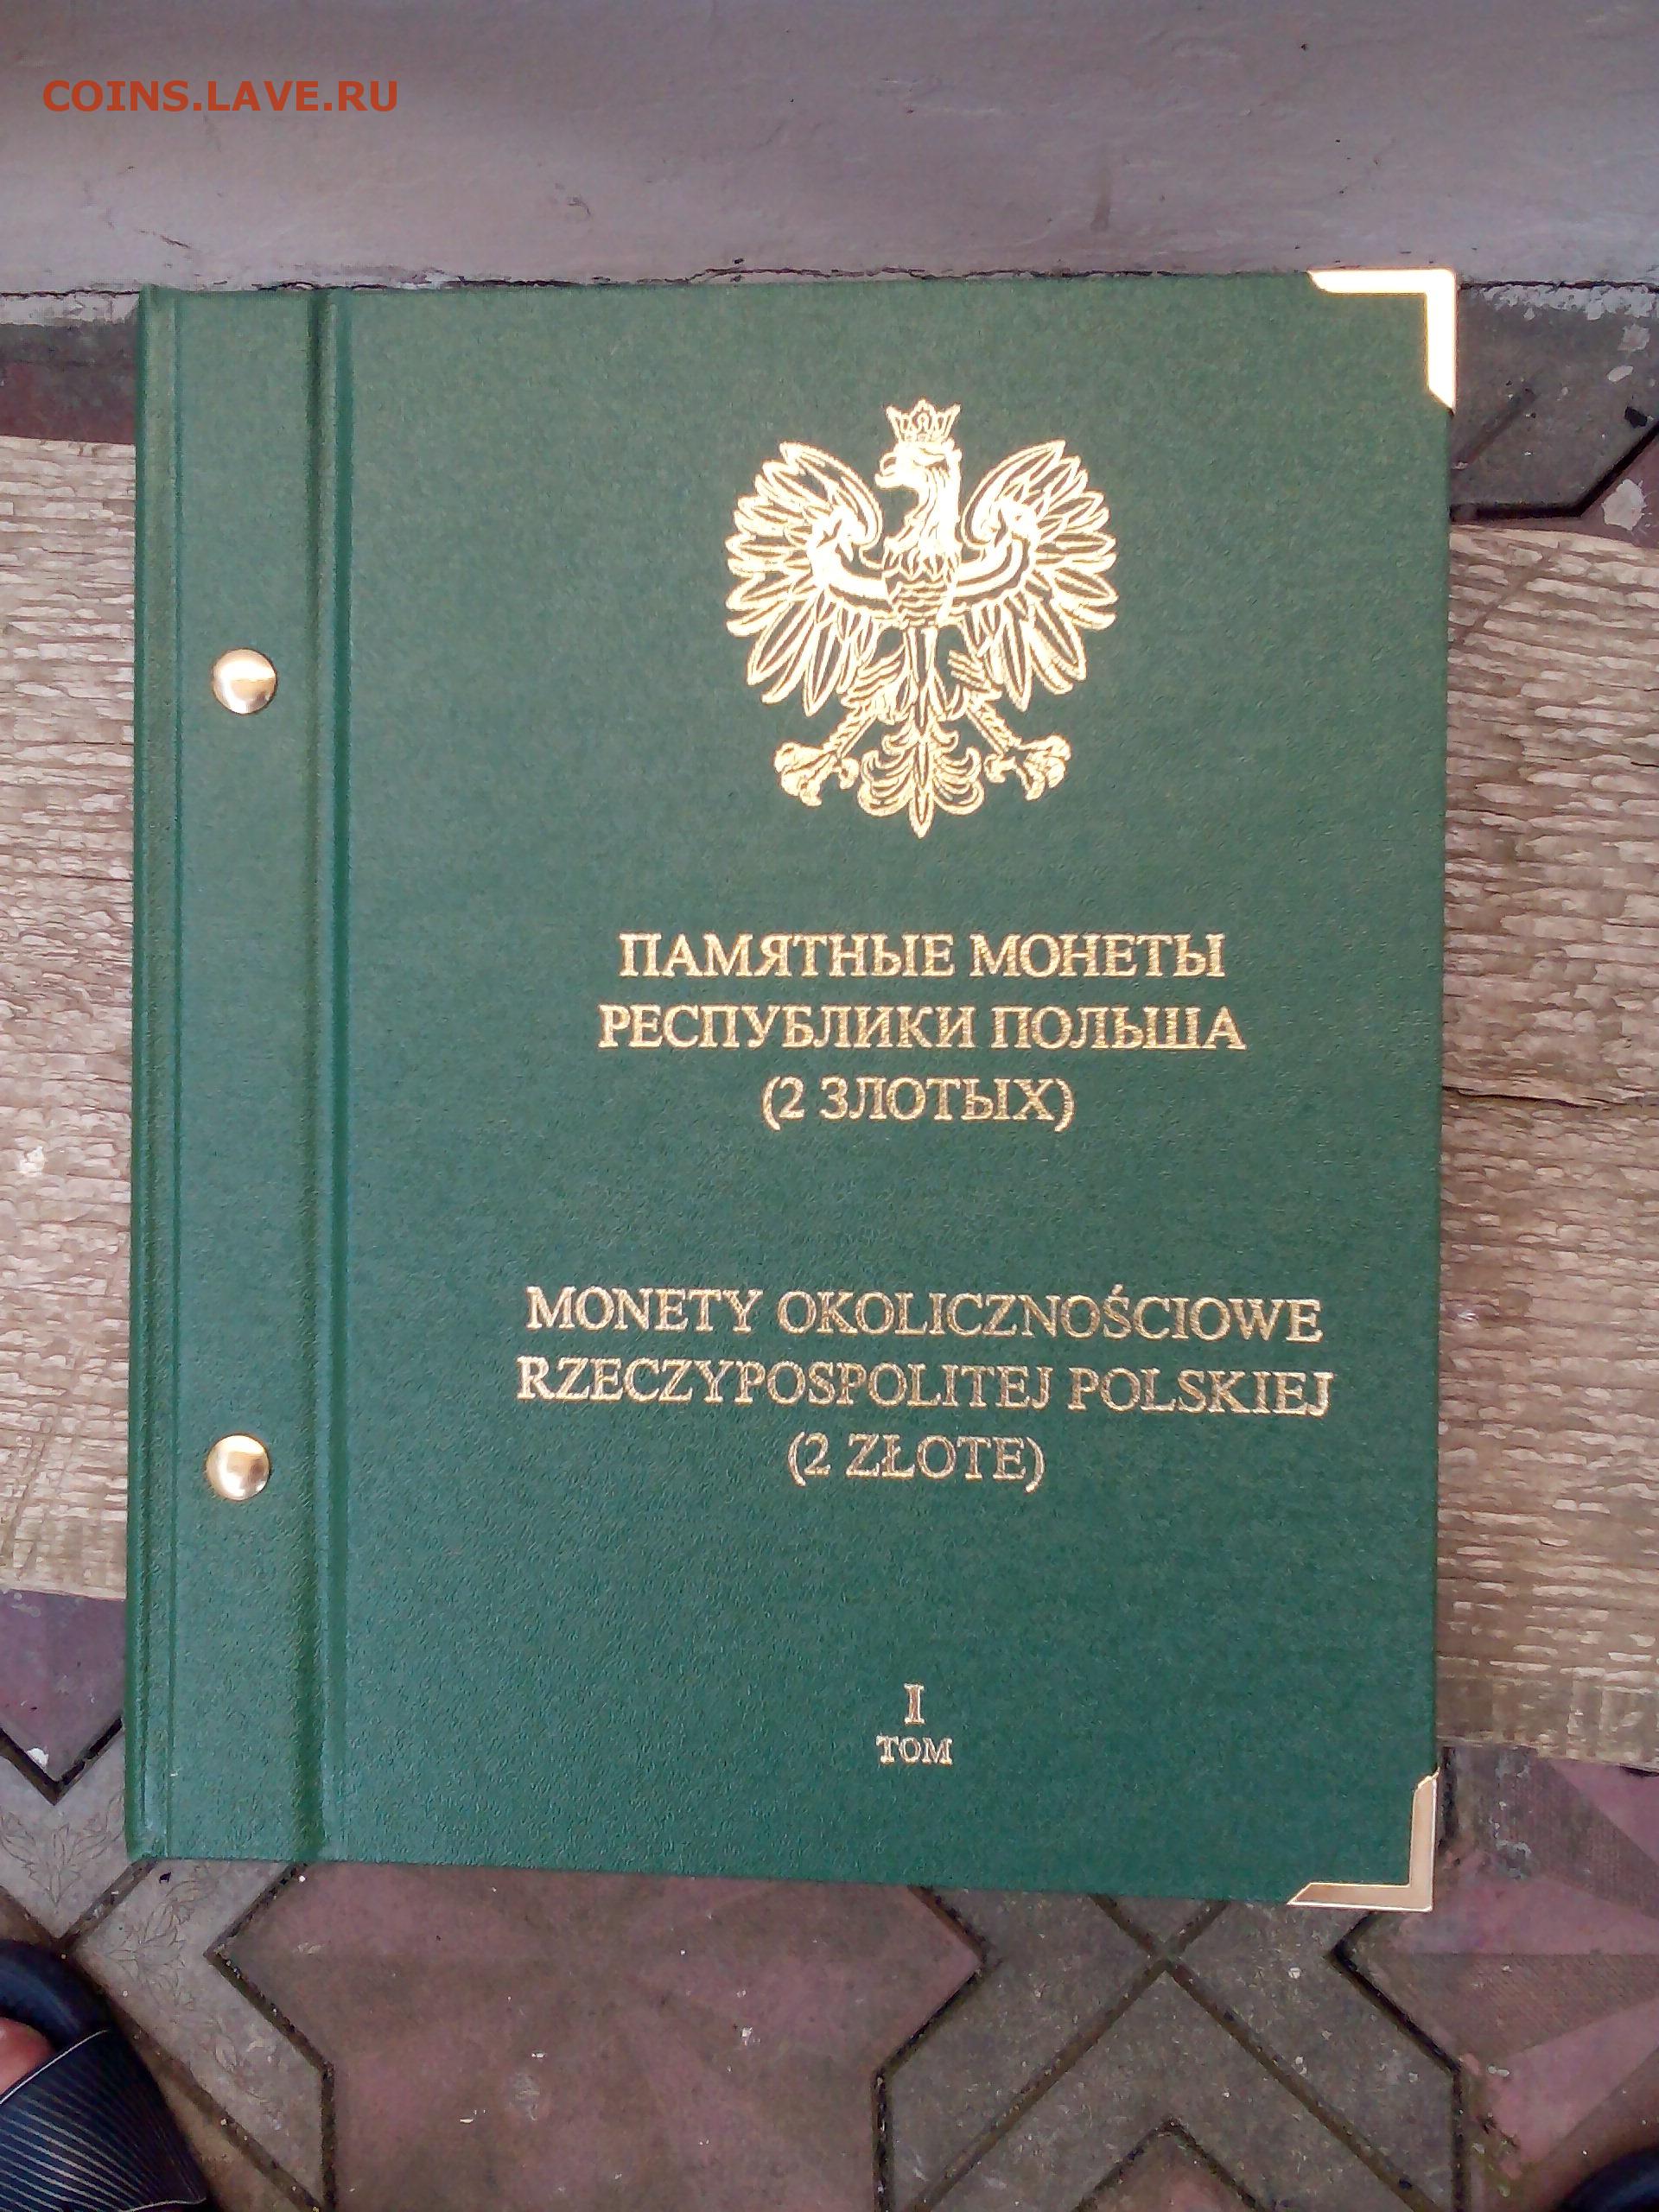 COINS.LAVE.RU
ПАМЯТНЫЕ МОНЕТЫ
РЕСПУБЛИКИ ПОЛЬША
(2 ЗЛОТЫХ)
MONETY OKOLICZNOŚCIOWE
RZECZYPOSPOLITEJ POLSKIEJ
(2 ZŁOTE)
I
ТОМ